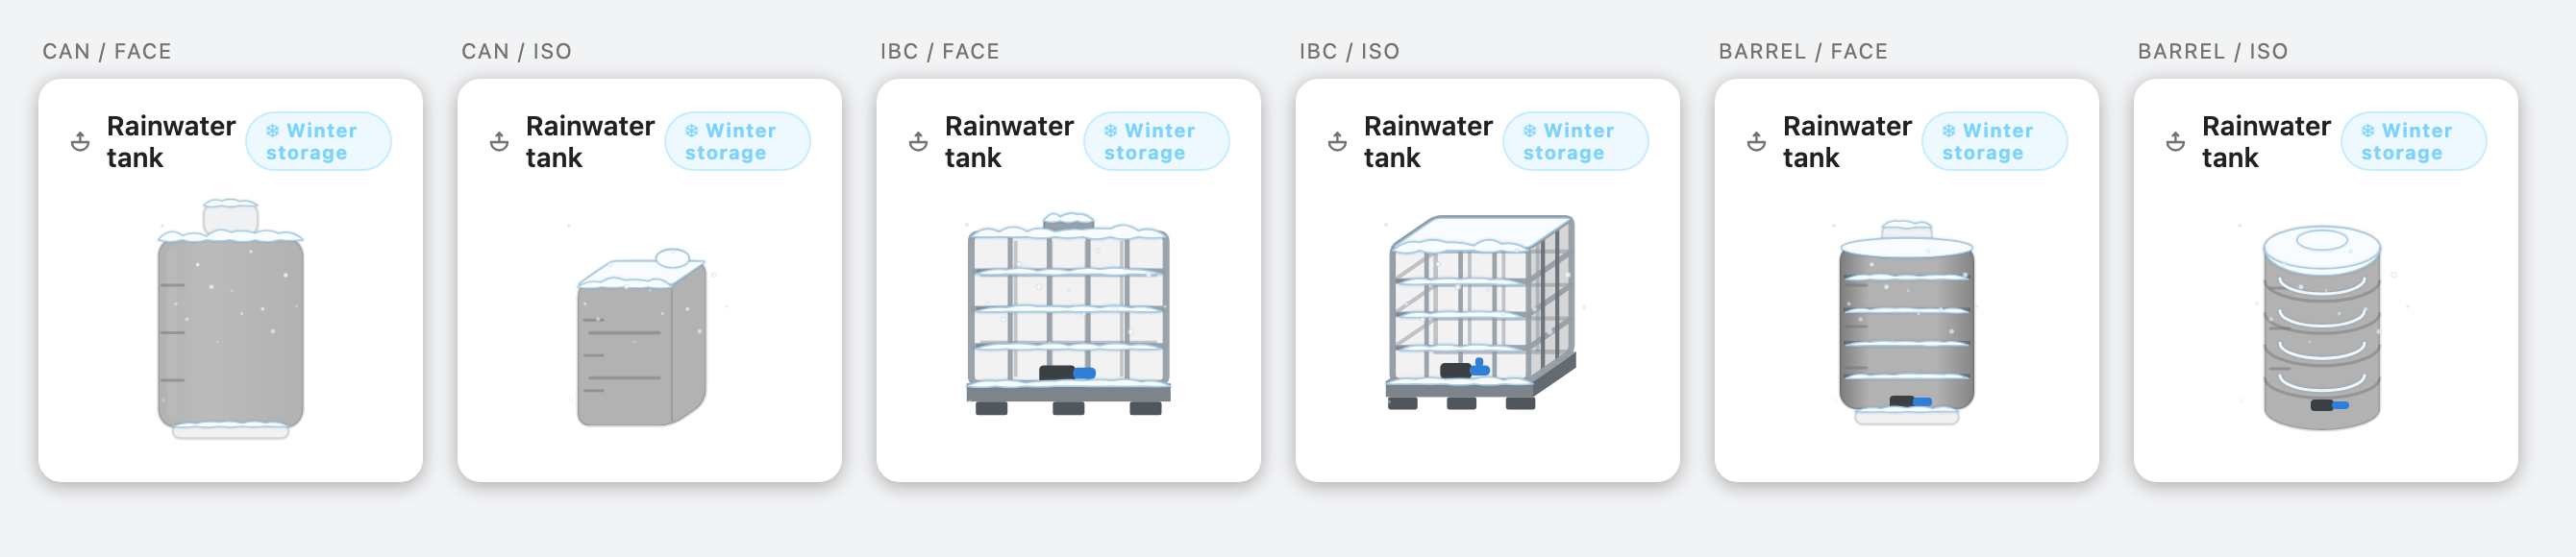 CAN / FACE
Rainwater tank
❄ Winter storage
CAN / ISO
Rainwater tank
❄ Winter storage
IBC / FACE
Rainwater tank
❄ Winter storage
IBC / ISO
Rainwater tank
❄ Winter storage
BARREL / FACE
Rainwater tank
❄ Winter storage
BARREL / ISO
Rainwater tank
❄ Winter storage